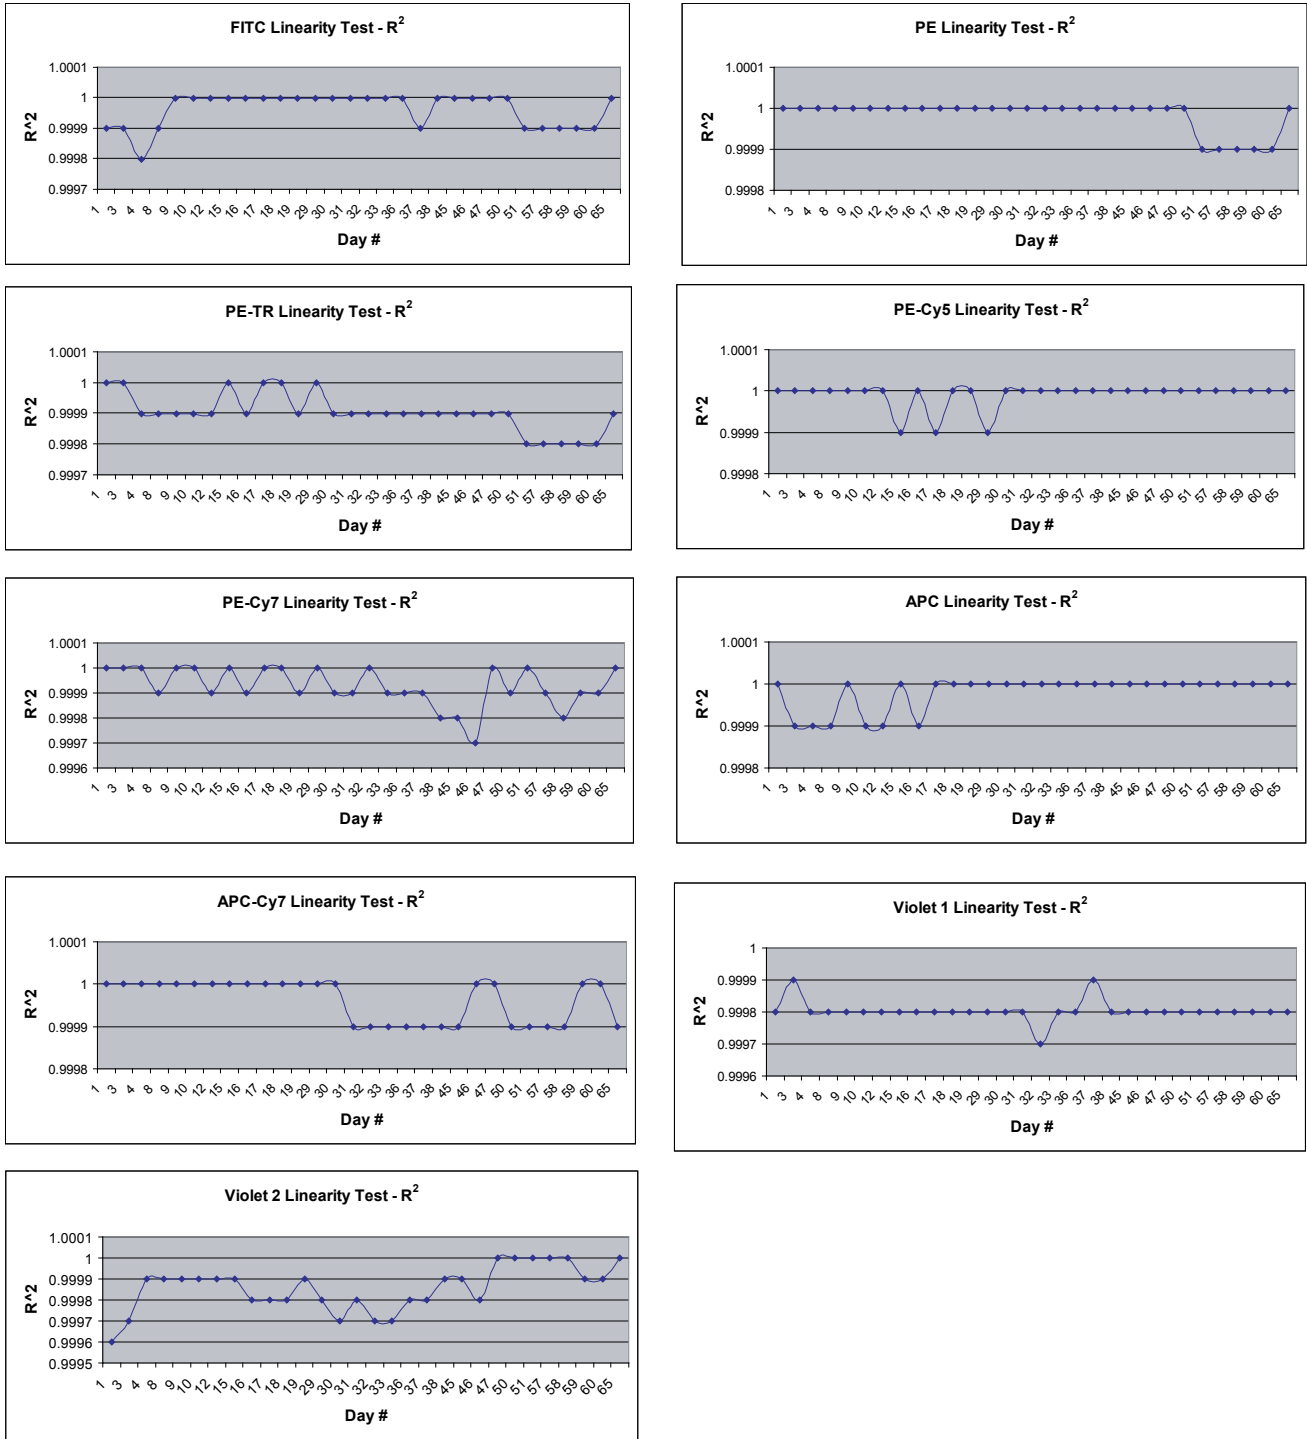 FITC Linearity Test - R²
1.0001
1
0.9999
0.9998
0.9997
R^2
1 3 4 8 9 10 12 15 16 17 18 19 29 30 31 32 33 36 37 38 45 46 47 50 51 57 58 59 60 65
Day #
PE Linearity Test - R²
1.0001
1
0.9999
0.9998
R^2
1 3 4 8 9 10 12 15 16 17 18 19 29 30 31 32 33 36 37 38 45 46 47 50 51 57 58 59 60 65
Day #
PE-TR Linearity Test - R²
1.0001
1
0.9999
0.9998
0.9997
R^2
1 3 4 8 9 10 12 15 16 17 18 19 29 30 31 32 33 36 37 38 45 46 47 50 51 57 58 59 60 65
Day #
PE-Cy5 Linearity Test - R²
1.0001
1
0.9999
0.9998
R^2
1 3 4 8 9 10 12 15 16 17 18 19 29 30 31 32 33 36 37 38 45 46 47 50 51 57 58 59 60 65
Day #
PE-Cy7 Linearity Test - R²
1.0001
1
0.9999
0.9998
0.9997
0.9996
R^2
1 3 4 8 9 10 12 15 16 17 18 19 29 30 31 32 33 36 37 38 45 46 47 50 51 57 58 59 60 65
Day #
APC Linearity Test - R²
1.0001
1
0.9999
0.9998
R^2
1 3 4 8 9 10 12 15 16 17 18 19 29 30 31 32 33 36 37 38 45 46 47 50 51 57 58 59 60 65
Day #
APC-Cy7 Linearity Test - R²
1.0001
1
0.9999
0.9998
R^2
1 3 4 8 9 10 12 15 16 17 18 19 29 30 31 32 33 36 37 38 45 46 47 50 51 57 58 59 60 65
Day #
Violet 1 Linearity Test - R²
1
0.9999
0.9998
0.9997
0.9996
R^2
1 3 4 8 9 10 12 15 16 17 18 19 29 30 31 32 33 36 37 38 45 46 47 50 51 57 58 59 60 65
Day #
Violet 2 Linearity Test - R²
1.0001
1
0.9999
0.9998
0.9997
0.9996
0.9995
R^2
1 3 4 8 9 10 12 15 16 17 18 19 29 30 31 32 33 36 37 38 45 46 47 50 51 57 58 59 60 65
Day #